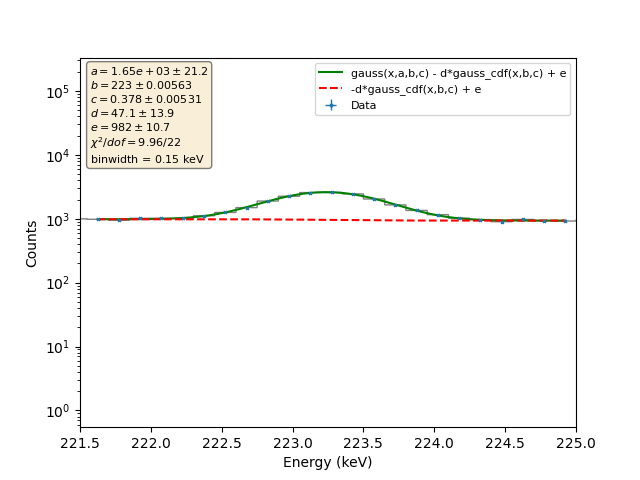 a = 1.65e + 03 ± 21.2
b = 223 ± 0.00563
c = 0.378 ± 0.00531
d = 47.1 ± 13.9
e = 982 ± 10.7
χ²/dof = 9.96/22
binwidth = 0.15 keV
gauss(x,a,b,c) - d*gauss_cdf(x,b,c) + e
-d*gauss_cdf(x,b,c) + e
Data
10⁵
10⁴
10³
10²
10¹
10⁰
Counts
221.5 222.0 222.5 223.0 223.5 224.0 224.5 225.0
Energy (keV)